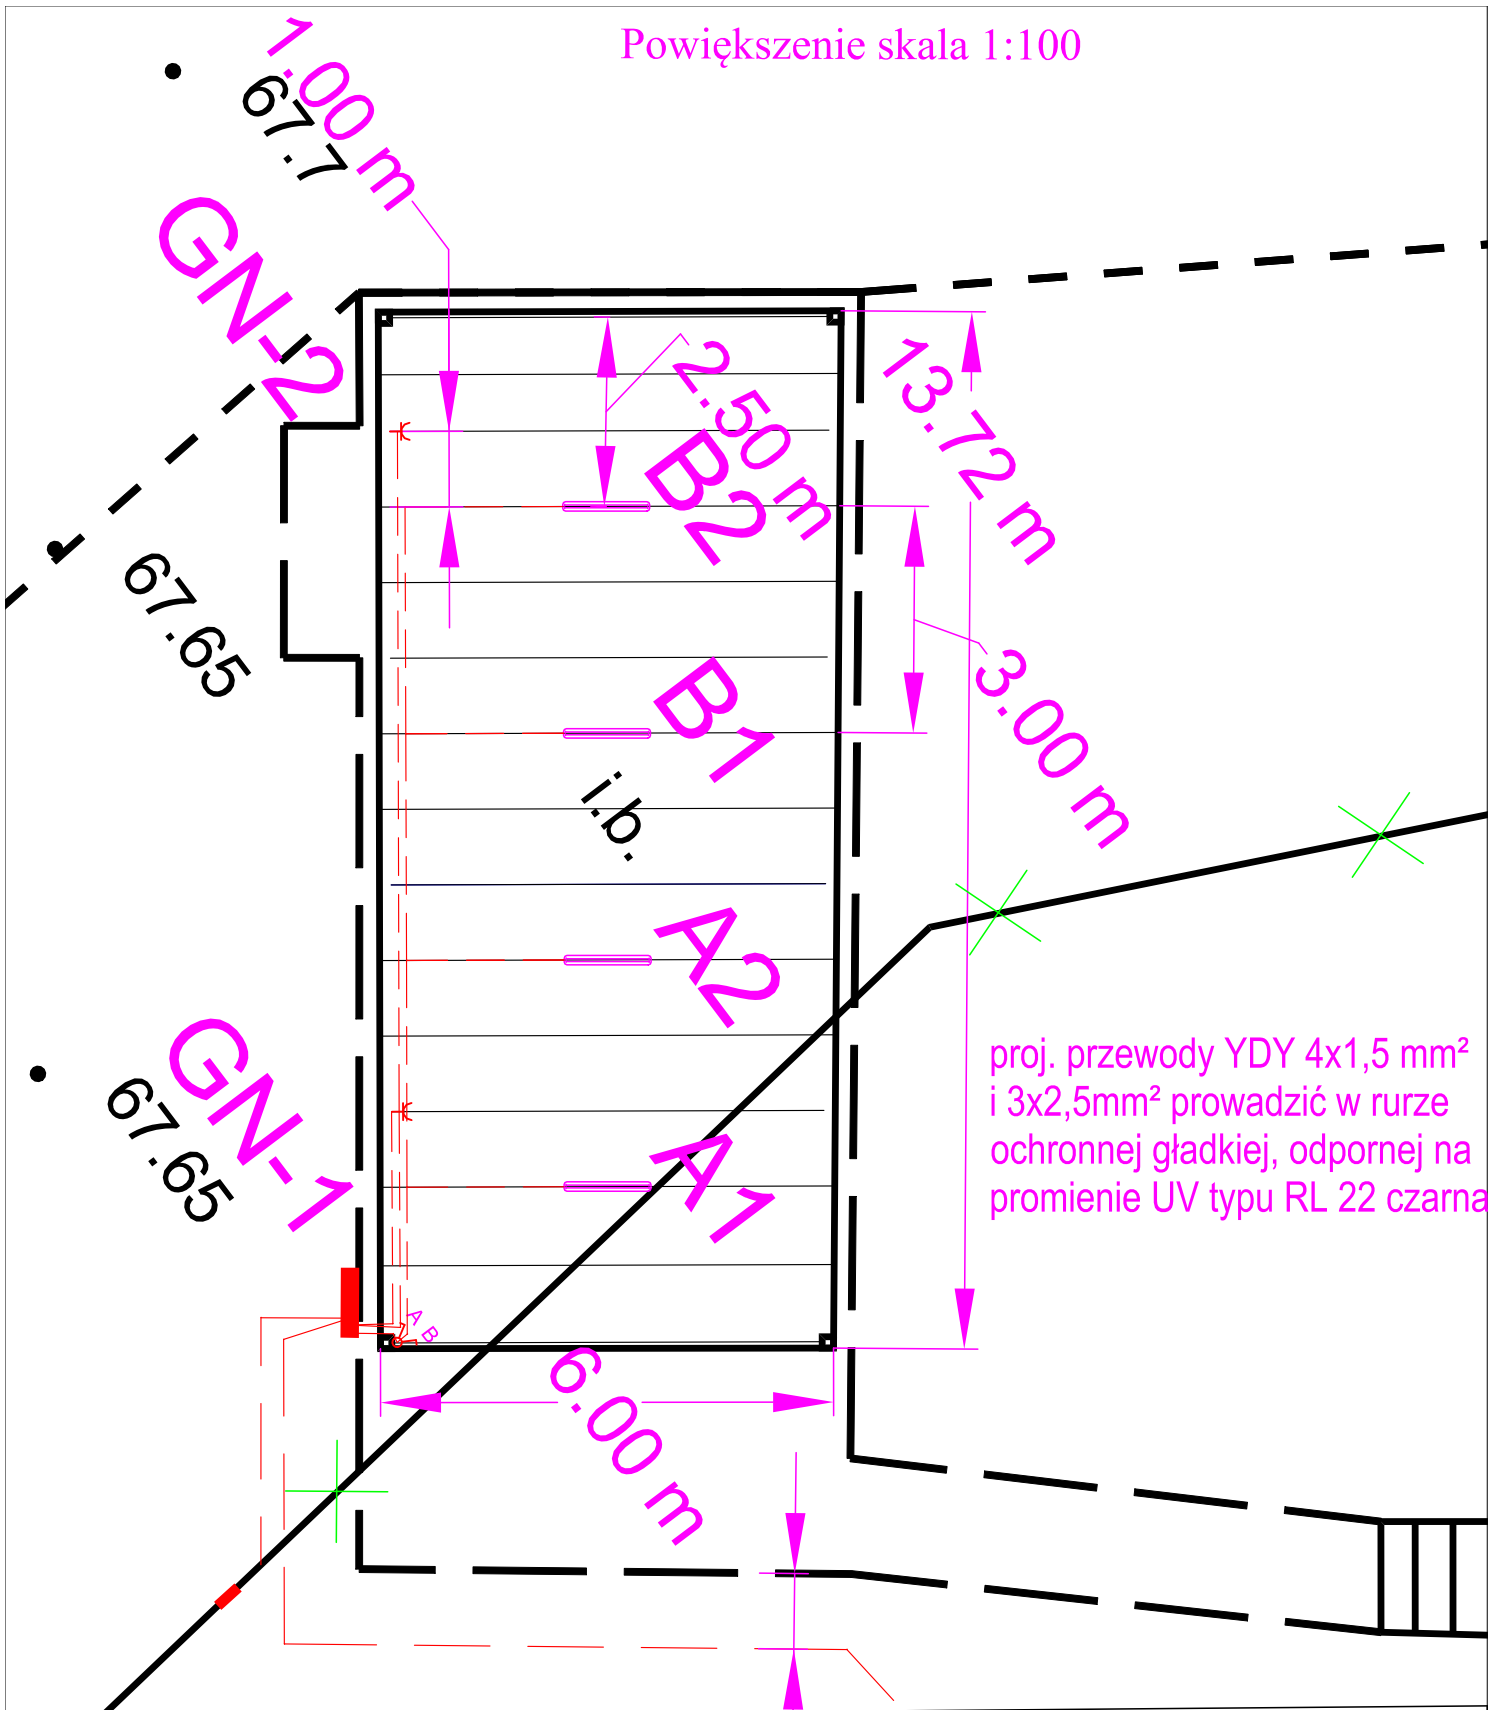 Powiększenie skala 1:100
1.00 m
67.7
GN-2
2.50 m
13.72 m
B2
67.65
3.00 m
B1
i.b.
A2
GN-1
67.65
proj. przewody YDY 4x1,5 mm²
i 3x2,5mm² prowadzić w rurze
ochronnej gładkiej, odpornej na
promienie UV typu RL 22 czarna
A1
A B
6.00 m